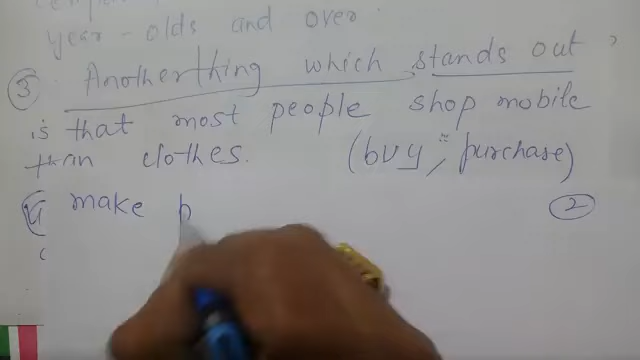 year-olds and over.
③. Another thing which stands out
is that most people shop mobile
than clothes. (buy, purchase)
make p
②